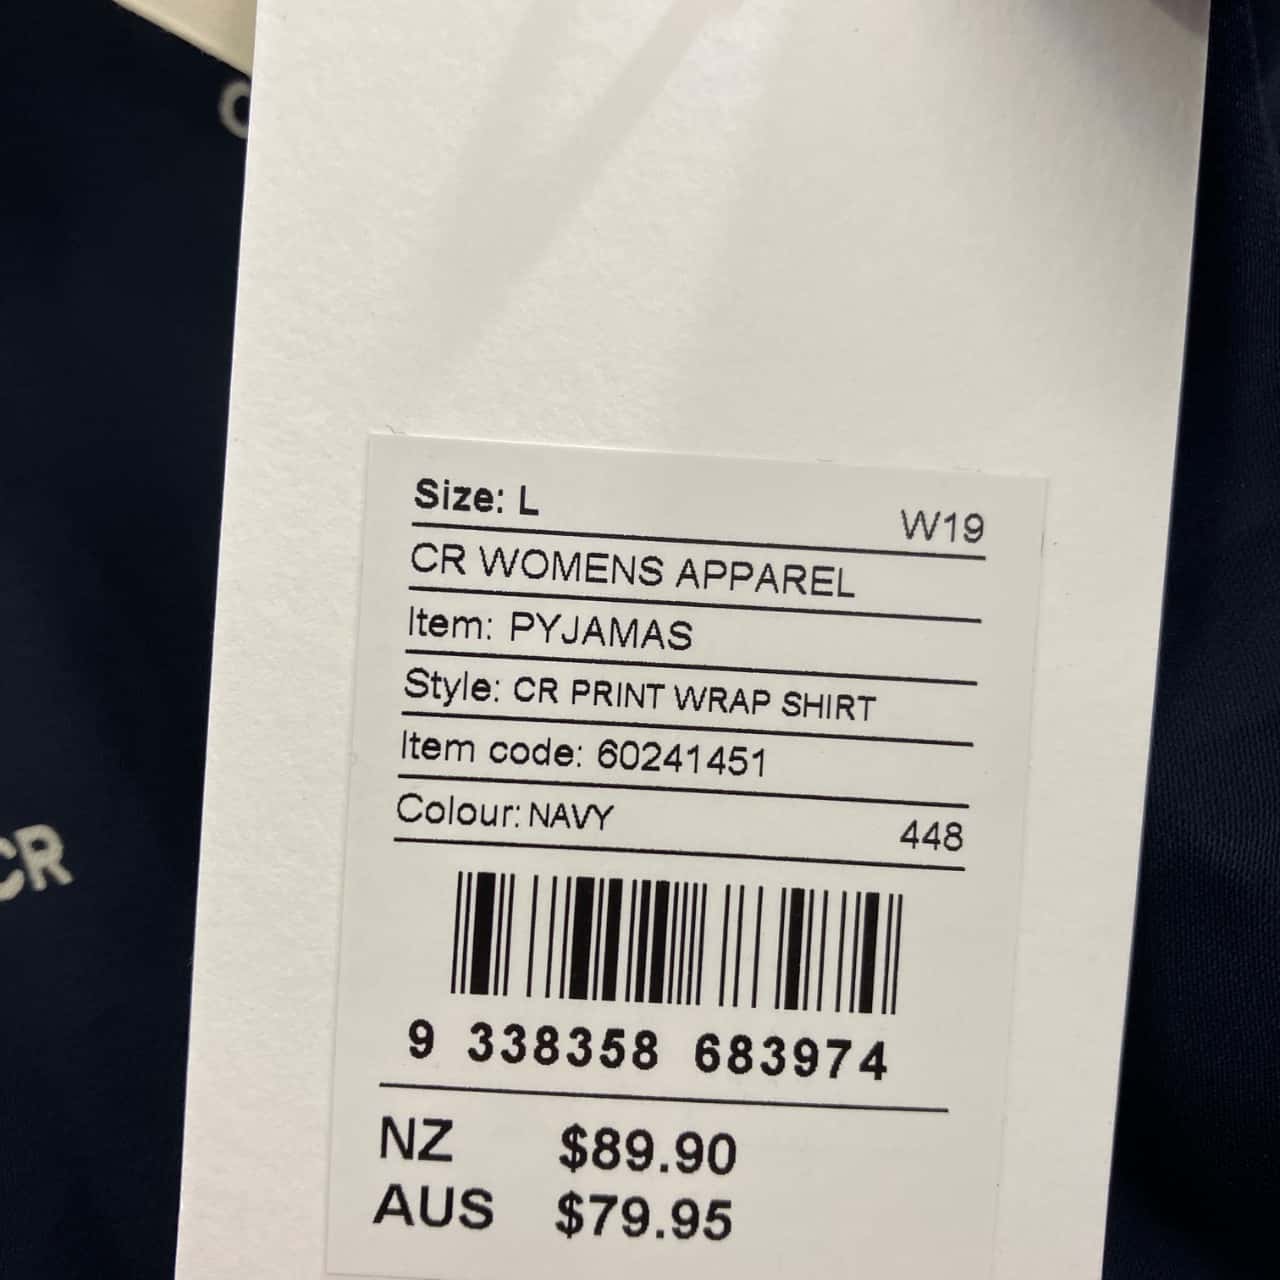 Size: L W19
CR WOMENS APPAREL
Item: PYJAMAS
Style: CR PRINT WRAP SHIRT
Item code: 60241451
Colour: NAVY 448
9 338358 683974
NZ $89.90
AUS $79.95
CR